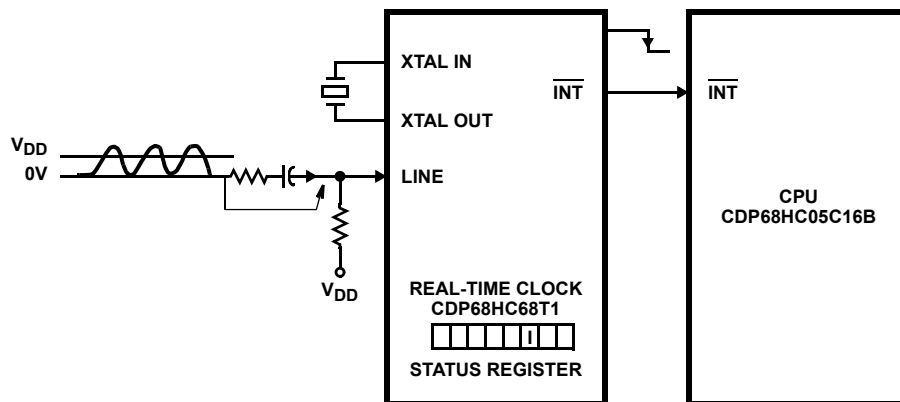 XTAL IN
INT
INT
XTAL OUT
VDD
0V
LINE
CPU
CDP68HC05C16B
VDD
REAL-TIME CLOCK
CDP68HC68T1
I
STATUS REGISTER